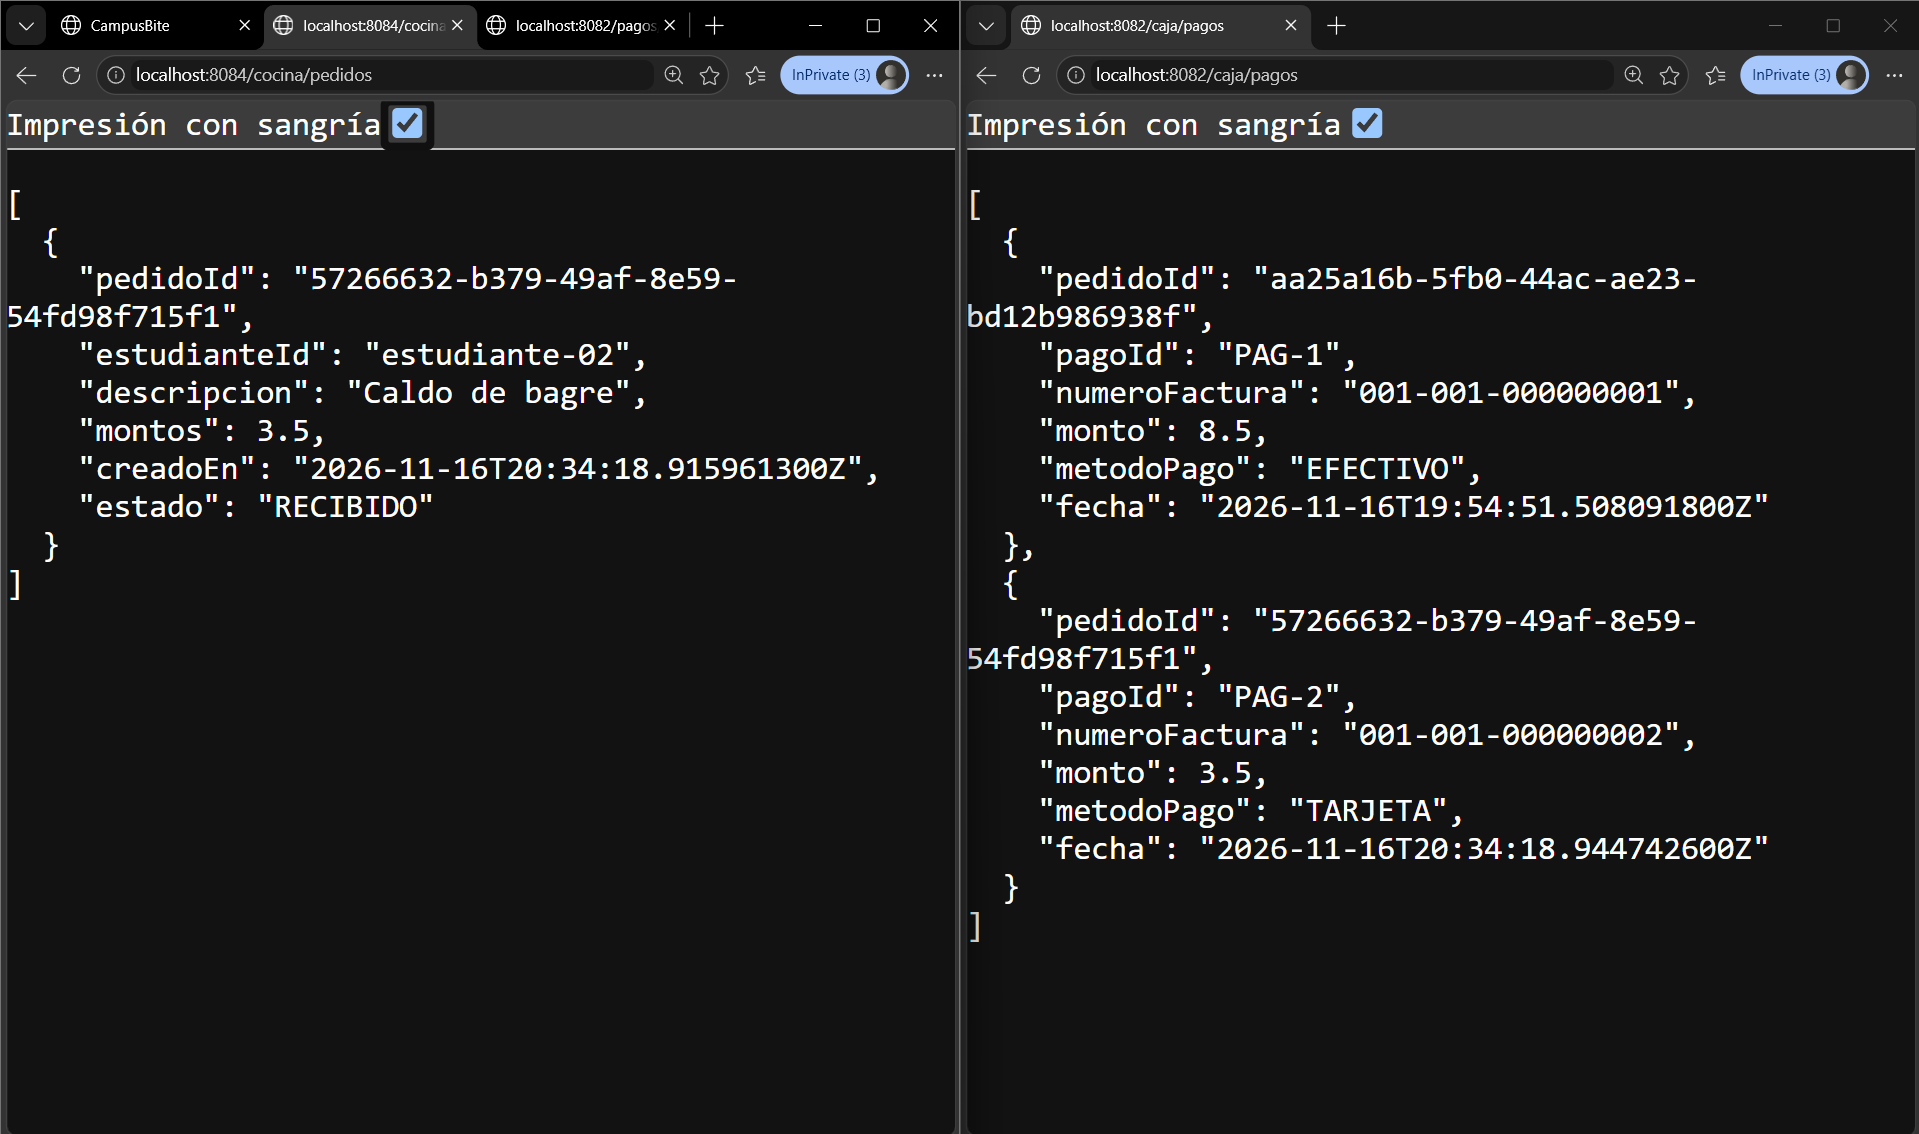 CampusBite
localhost:8084/cocina
localhost:8082/pagos
localhost:8084/cocina/pedidos
InPrivate (3)
Impresión con sangría
[
  {
    "pedidoId": "57266632-b379-49af-8e59-
54fd98f715f1",
    "estudianteId": "estudiante-02",
    "descripcion": "Caldo de bagre",
    "montos": 3.5,
    "creadoEn": "2026-11-16T20:34:18.915961300Z",
    "estado": "RECIBIDO"
  }
]
localhost:8082/caja/pagos
localhost:8082/caja/pagos
InPrivate (3)
Impresión con sangría
[
  {
    "pedidoId": "aa25a16b-5fb0-44ac-ae23-
bd12b986938f",
    "pagoId": "PAG-1",
    "numeroFactura": "001-001-000000001",
    "monto": 8.5,
    "metodoPago": "EFECTIVO",
    "fecha": "2026-11-16T19:54:51.508091800Z"
  },
  {
    "pedidoId": "57266632-b379-49af-8e59-
54fd98f715f1",
    "pagoId": "PAG-2",
    "numeroFactura": "001-001-000000002",
    "monto": 3.5,
    "metodoPago": "TARJETA",
    "fecha": "2026-11-16T20:34:18.944742600Z"
  }
]